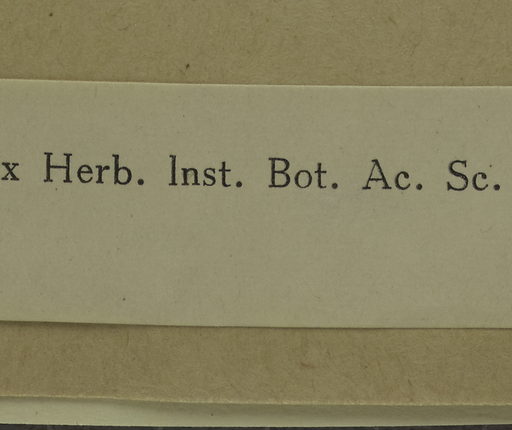 x Herb. Inst. Bot. Ac. Sc.